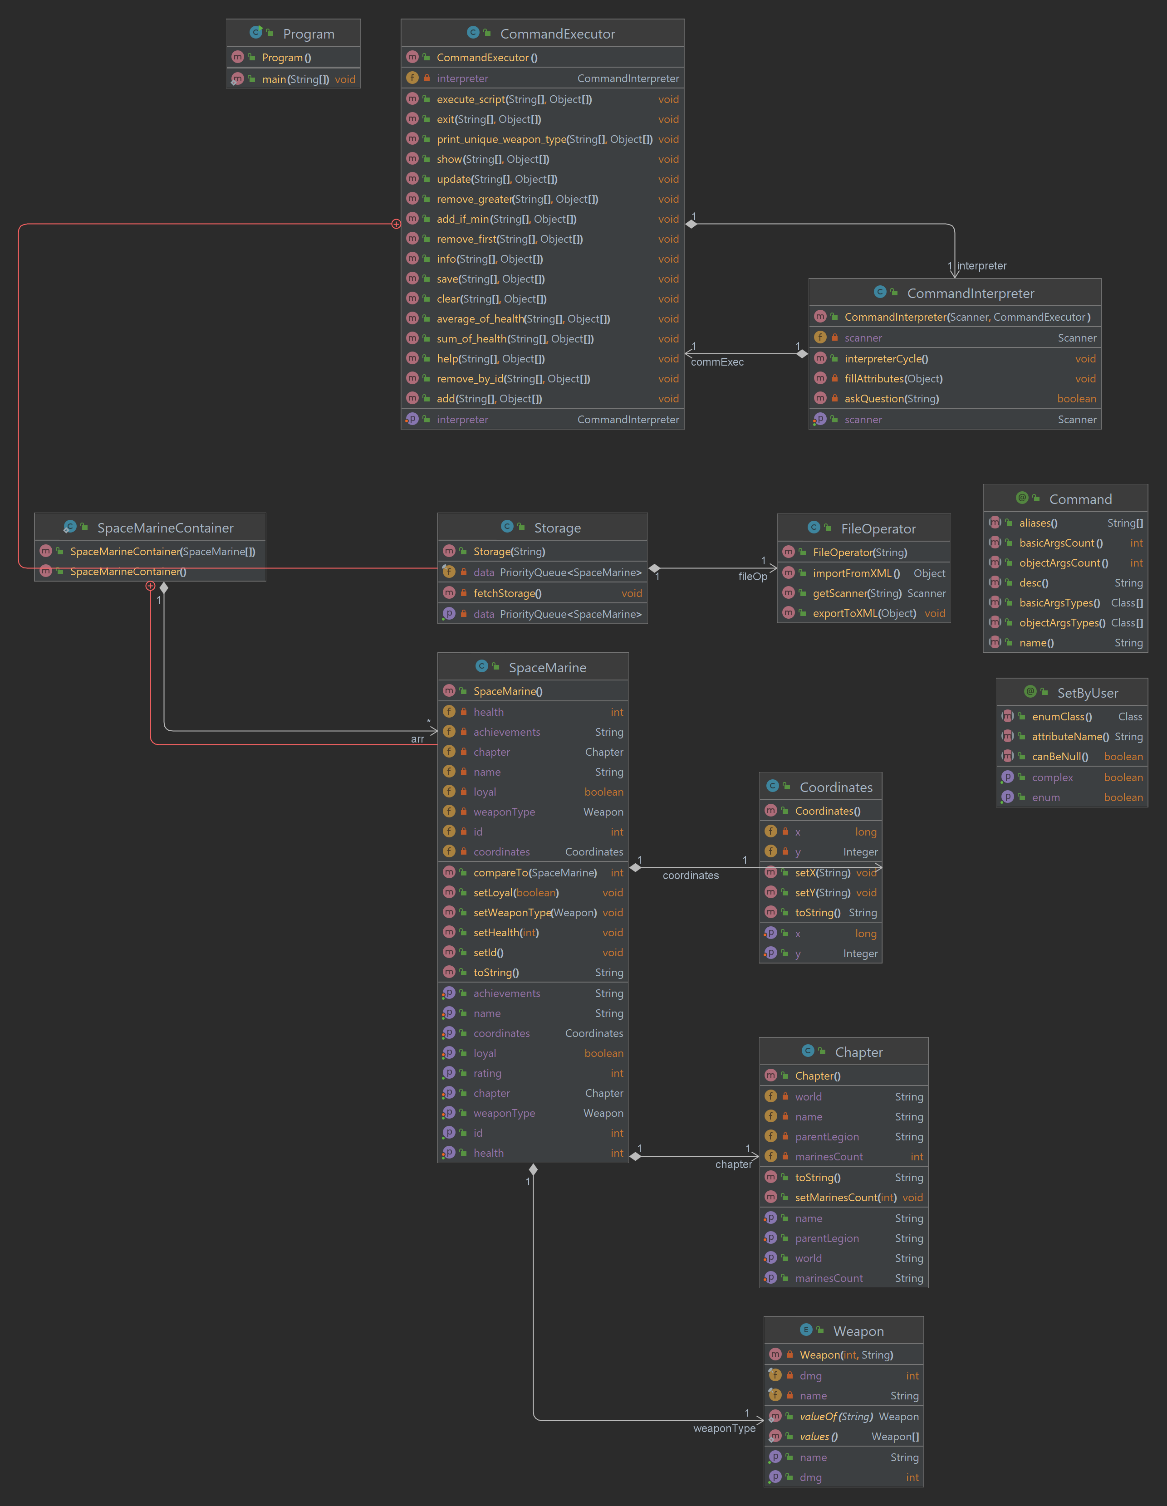 Program
Program()
main(String[]) void
CommandExecutor
CommandExecutor()
interpreter CommandInterpreter
execute_script(String[], Object[]) void
exit(String[], Object[]) void
print_unique_weapon_type(String[], Object[]) void
show(String[], Object[]) void
update(String[], Object[]) void
remove_greater(String[], Object[]) void
add_if_min(String[], Object[]) void
remove_first(String[], Object[]) void
info(String[], Object[]) void
save(String[], Object[]) void
clear(String[], Object[]) void
average_of_health(String[], Object[]) void
sum_of_health(String[], Object[]) void
help(String[], Object[]) void
remove_by_id(String[], Object[]) void
add(String[], Object[]) void
interpreter CommandInterpreter
1
1 interpreter
CommandInterpreter
CommandInterpreter(Scanner, CommandExecutor)
scanner Scanner
interpreterCycle() void
fillAttributes(Object) void
askQuestion(String) boolean
scanner Scanner
1 1
commExec
SpaceMarineContainer
SpaceMarineContainer(SpaceMarine[])
SpaceMarineContainer()
1
Storage
Storage(String)
data PriorityQueue<SpaceMarine>
fetchStorage() void
data PriorityQueue<SpaceMarine>
1 1
fileOp
FileOperator
FileOperator(String)
importFromXML() Object
getScanner(String) Scanner
exportToXML(Object) void
Command
aliases() String[]
basicArgsCount() int
objectArgsCount() int
desc() String
basicArgsTypes() Class[]
objectArgsTypes() Class[]
name() String
SetByUser
enumClass() Class
attributeName() String
canBeNull() boolean
complex boolean
enum boolean
*
arr
SpaceMarine
SpaceMarine()
health int
achievements String
chapter Chapter
name String
loyal boolean
weaponType Weapon
id int
coordinates Coordinates
compareTo(SpaceMarine) int
setLoyal(boolean) void
setWeaponType(Weapon) void
setHealth(int) void
setId() void
toString() String
achievements String
name String
coordinates Coordinates
loyal boolean
rating int
chapter Chapter
weaponType Weapon
id int
health int
1 1
coordinates
Coordinates
Coordinates()
x long
y Integer
setX(String) void
setY(String) void
toString() String
x long
y Integer
1 1
chapter
Chapter
Chapter()
world String
name String
parentLegion String
marinesCount int
toString() String
setMarinesCount(int) void
name String
parentLegion String
world String
marinesCount String
1
1
weaponType
Weapon
Weapon(int, String)
dmg int
name String
valueOf(String) Weapon
values() Weapon[]
name String
dmg int